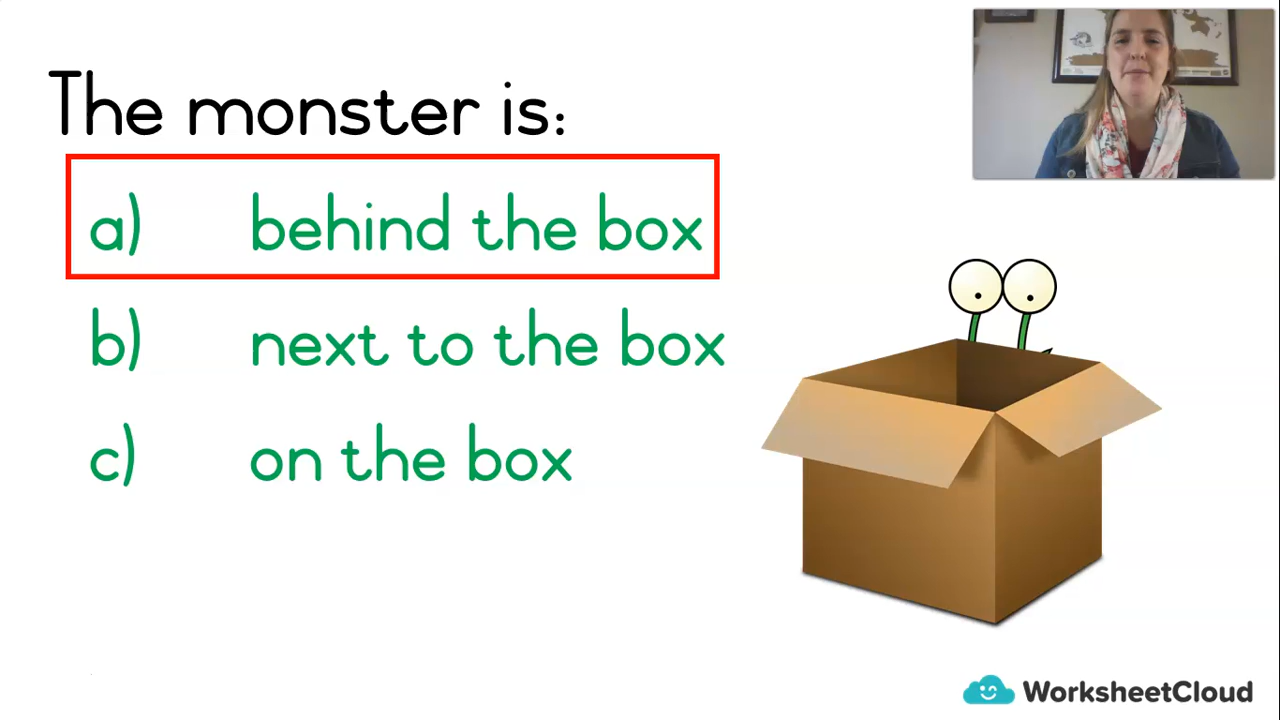 The monster is:
a) behind the box
b) next to the box
c) on the box
WorksheetCloud